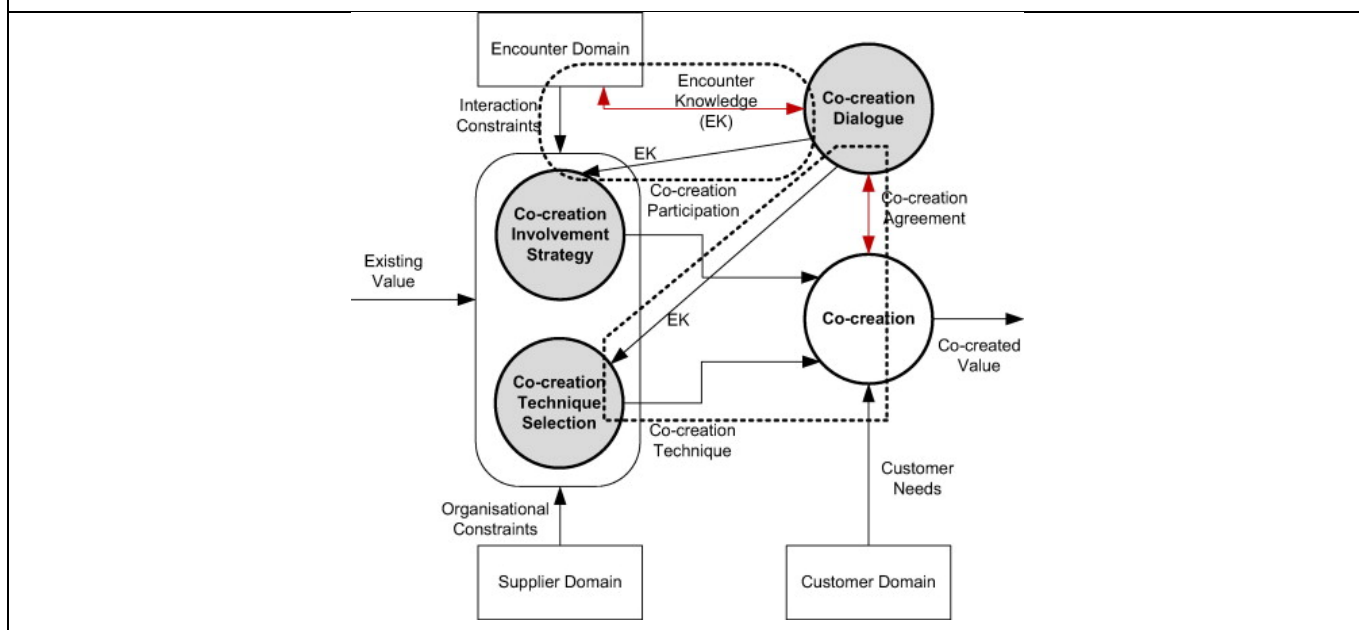 Encounter Domain
Encounter
Knowledge
(EK)
Co-creation
Dialogue
Interaction
Constraints
EK
Co-creation
Participation
Co-creation
Involvement
Strategy
Co-creation
Agreement
Existing
Value
EK
Co-creation
Co-created
Value
Co-creation
Technique
Selection
Co-creation
Technique
Customer
Needs
Organisational
Constraints
Supplier Domain
Customer Domain